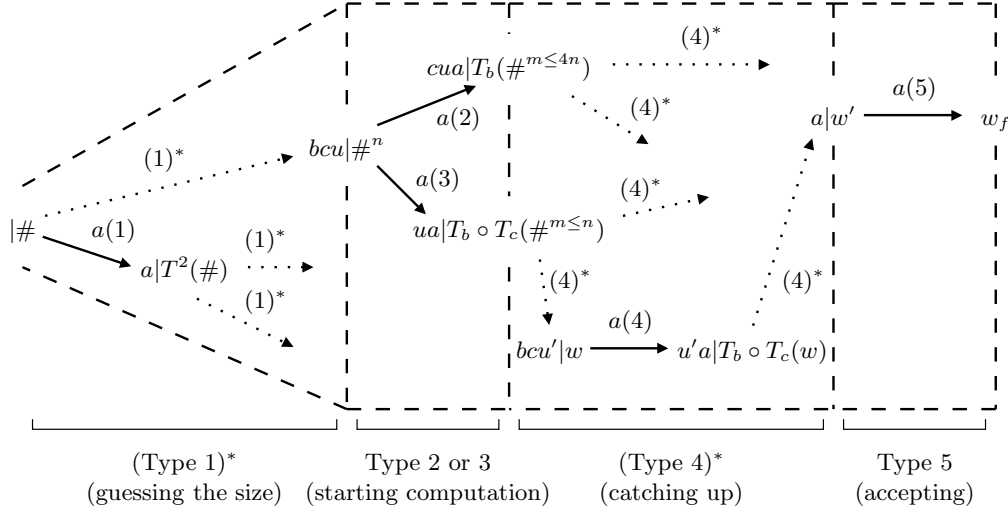 cua|T_b(#^{m≤4n})
(4)*
a(2)
(4)*
a|w′
a(5)
w_f
(1)*
bcu|#^n
a(3)
(4)*
|#
a(1)
ua|T_b ∘ T_c(#^{m≤n})
(1)*
a|T²(#)
(4)*
(4)*
(1)*
a(4)
bcu′|w
u′a|T_b ∘ T_c(w)
(Type 1)* Type 2 or 3 (Type 4)* Type 5
(guessing the size) (starting computation) (catching up) (accepting)